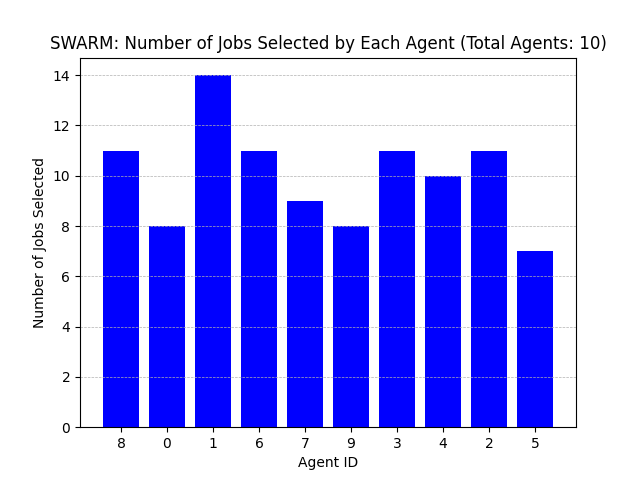 SWARM: Number of Jobs Selected by Each Agent (Total Agents: 10)
14
12
10
8
6
4
2
0
Number of Jobs Selected
8 0 1 6 7 9 3 4 2 5
Agent ID